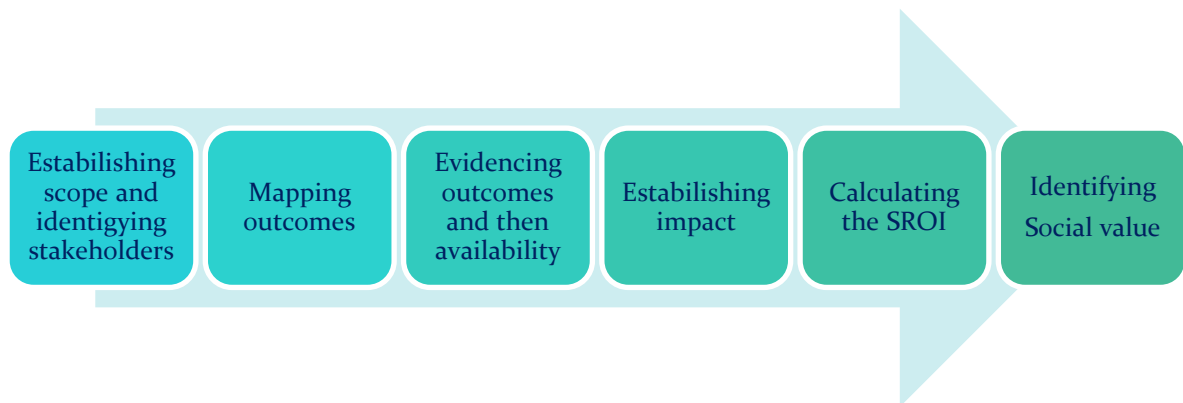 Estabilishing
scope and
identigying
stakeholders
Mapping
outcomes
Evidencing
outcomes
and then
availability
Estabilishing
impact
Calculating
the SROI
Identifying
Social value